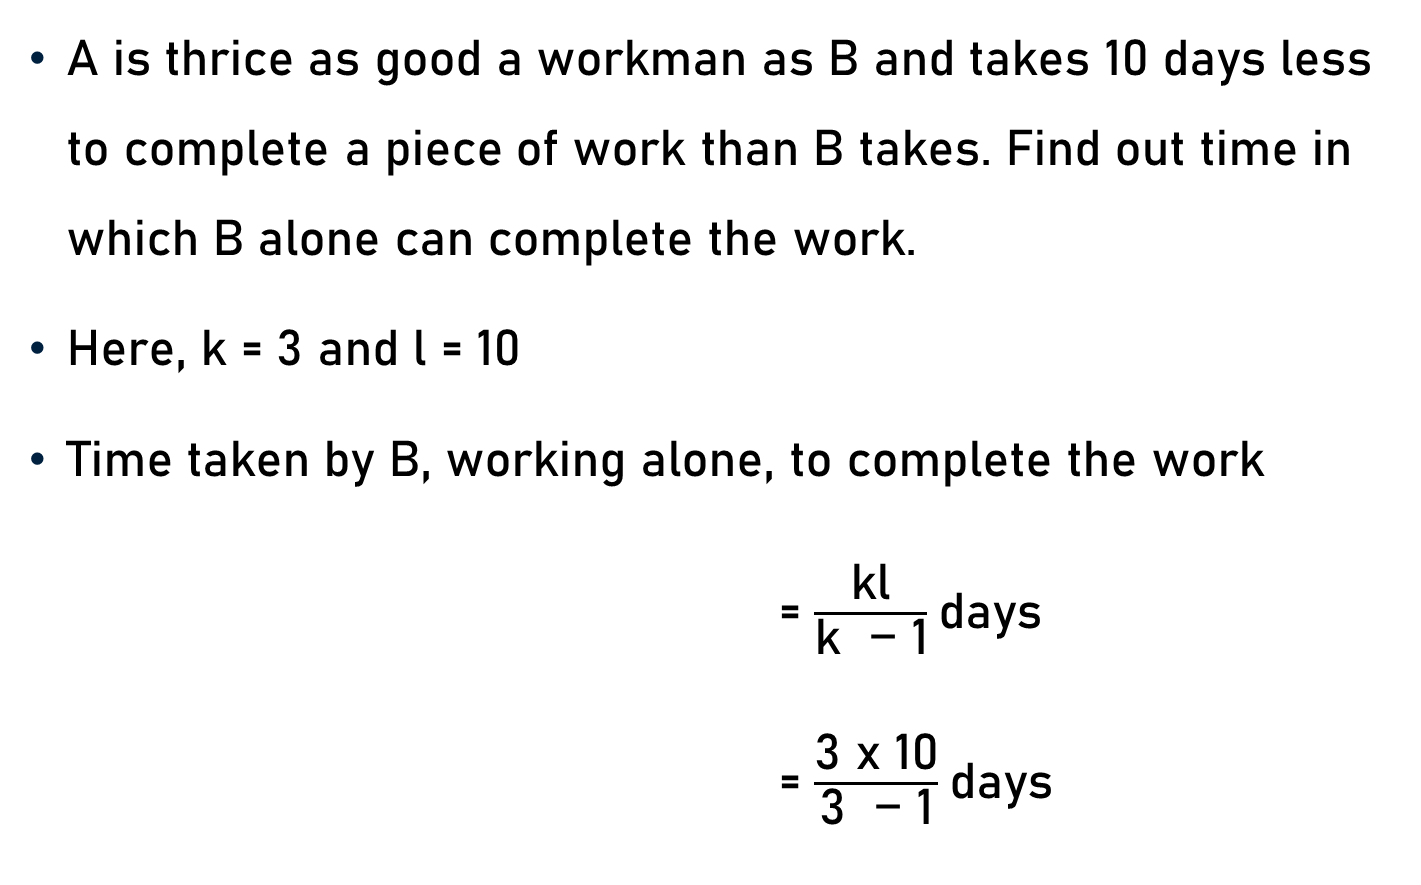 • A is thrice as good a workman as B and takes 10 days less
to complete a piece of work than B takes. Find out time in
which B alone can complete the work.
• Here, k = 3 and l = 10
• Time taken by B, working alone, to complete the work
kl
= days
k – 1
3 x 10
= days
3 – 1